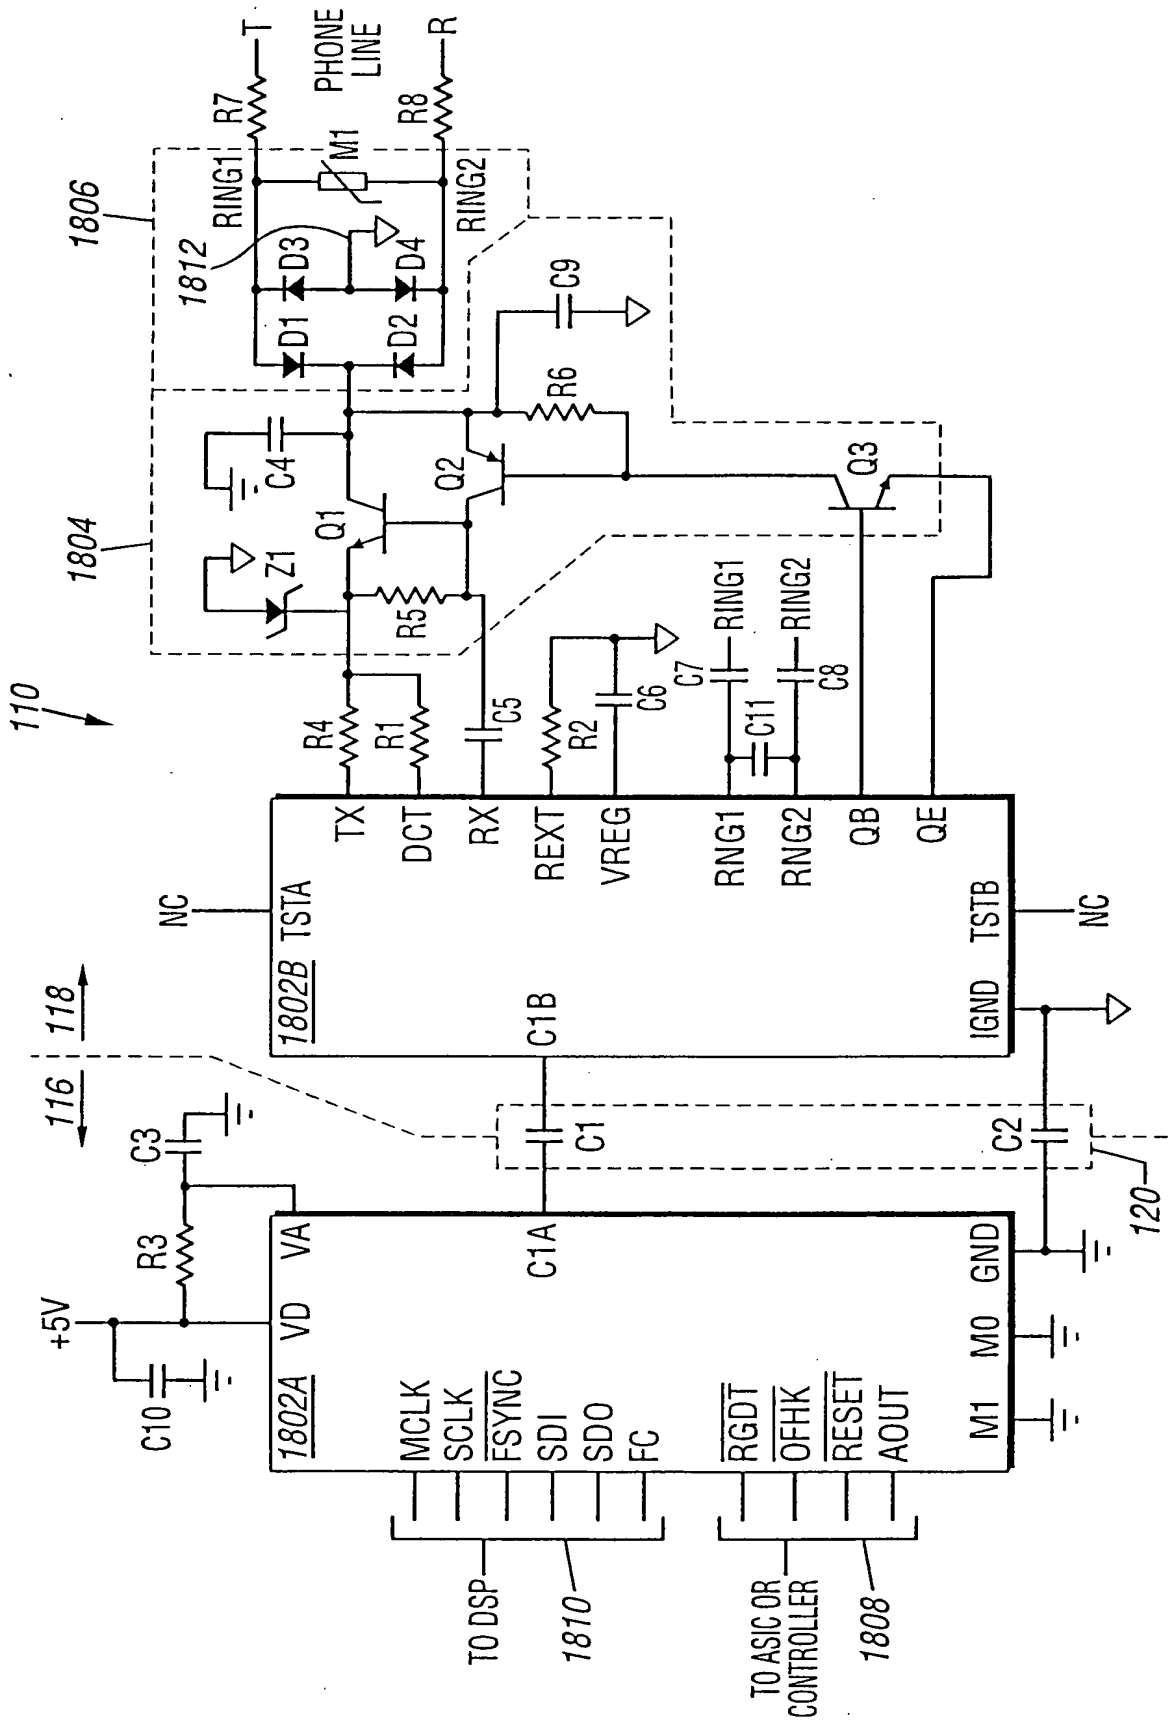 110
116
118
+5V
C10
R3
C3
1802A
VD
VA
MCLK
SCLK
FSYNC
SDI
SDO
FC
RGDT
OFHK
RESET
AOUT
M1
M0
GND
C1A
TO DSP
1810
TO ASIC OR
CONTROLLER
1808
C1
C2
120
NC
TSTA
1802B
C1B
IGND
TSTB
NC
TX
DCT
RX
REXT
VREG
RNG1
RNG2
QB
QE
R4
R1
C5
R2
C6
C7
C11
C8
RING1
RING2
1804
Z1
R5
Q1
C4
Q2
R6
C9
Q3
1806
1812
D1
D2
D3
D4
RING1
RING2
M1
R7
R8
T
PHONE
LINE
R